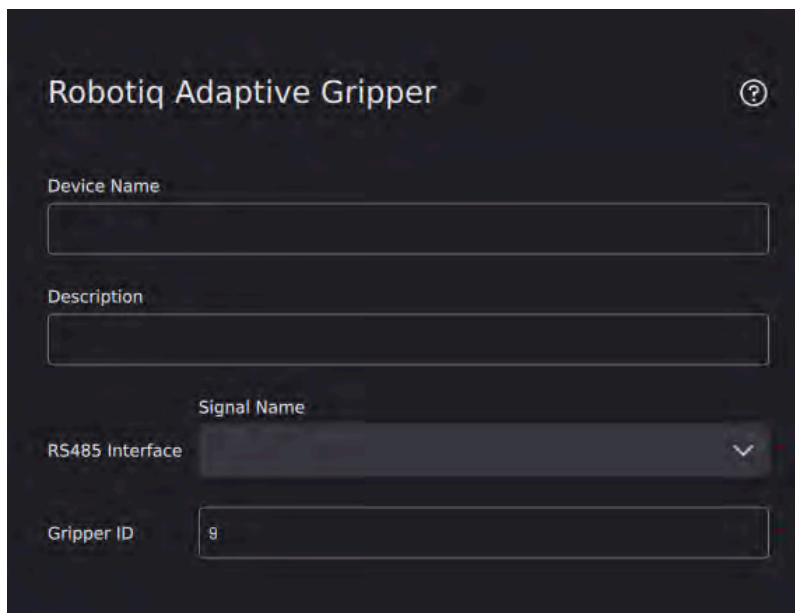 Robotiq Adaptive Gripper
Device Name
Description
Signal Name
RS485 Interface
Gripper ID
9